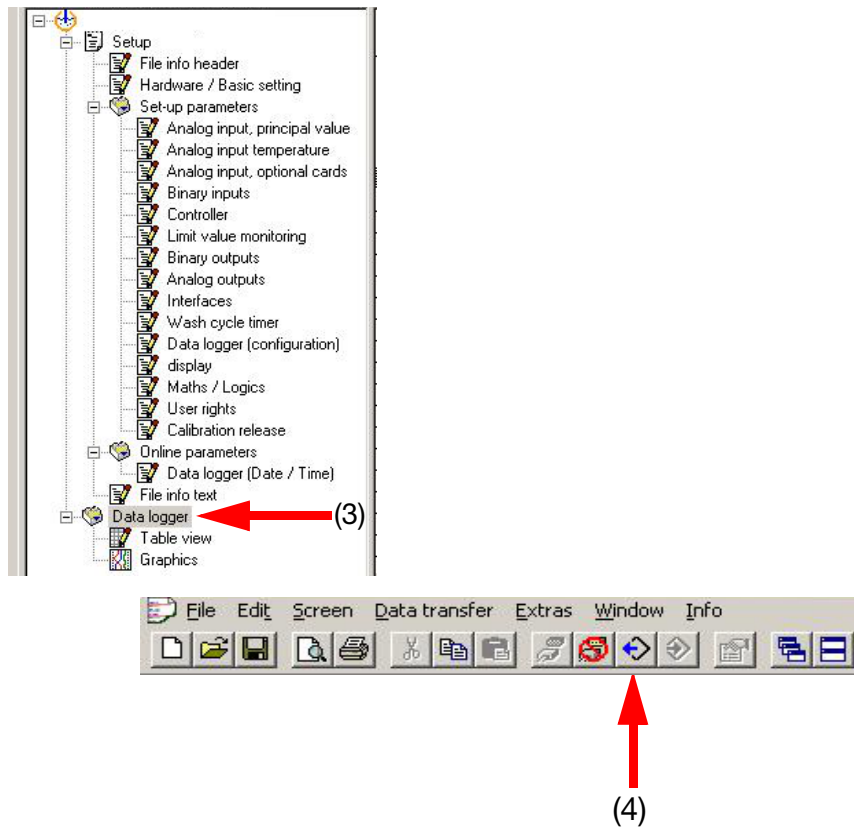 Setup
File info header
Hardware / Basic setting
Set-up parameters
Analog input, principal value
Analog input temperature
Analog input, optional cards
Binary inputs
Controller
Limit value monitoring
Binary outputs
Analog outputs
Interfaces
Wash cycle timer
Data logger (configuration)
display
Maths / Logics
User rights
Calibration release
Online parameters
Data logger (Date / Time)
File info text
Data logger (3)
Table view
Graphics
File Edit Screen Data transfer Extras Window Info
(4)